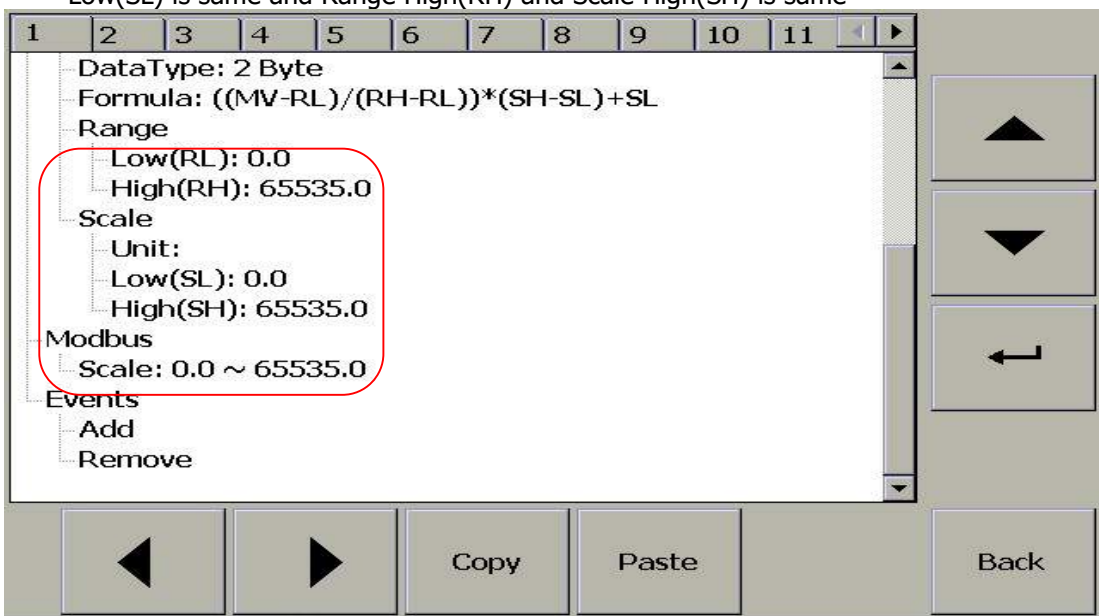 Low(SL) is same and Range High(RH) and Scale High(SH) is same
1 2 3 4 5 6 7 8 9 10 11
DataType: 2 Byte
Formula: ((MV-RL)/(RH-RL))*(SH-SL)+SL
Range
Low(RL): 0.0
High(RH): 65535.0
Scale
Unit:
Low(SL): 0.0
High(SH): 65535.0
Modbus
Scale: 0.0 ~ 65535.0
Events
Add
Remove
Copy Paste Back